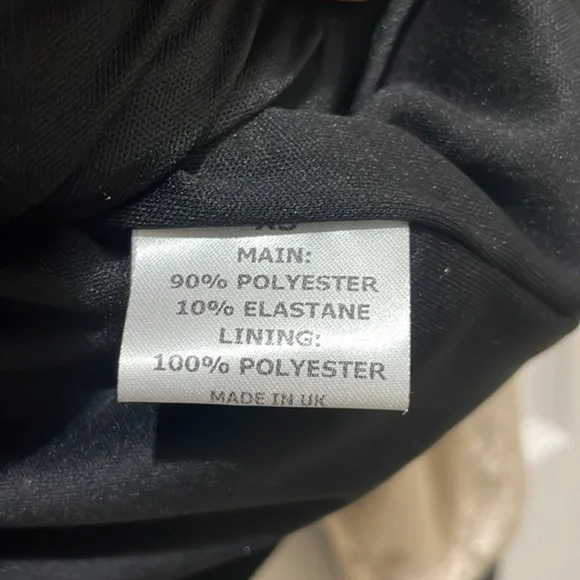 MAIN:
90% POLYESTER
10% ELASTANE
LINING:
100% POLYESTER
MADE IN UK